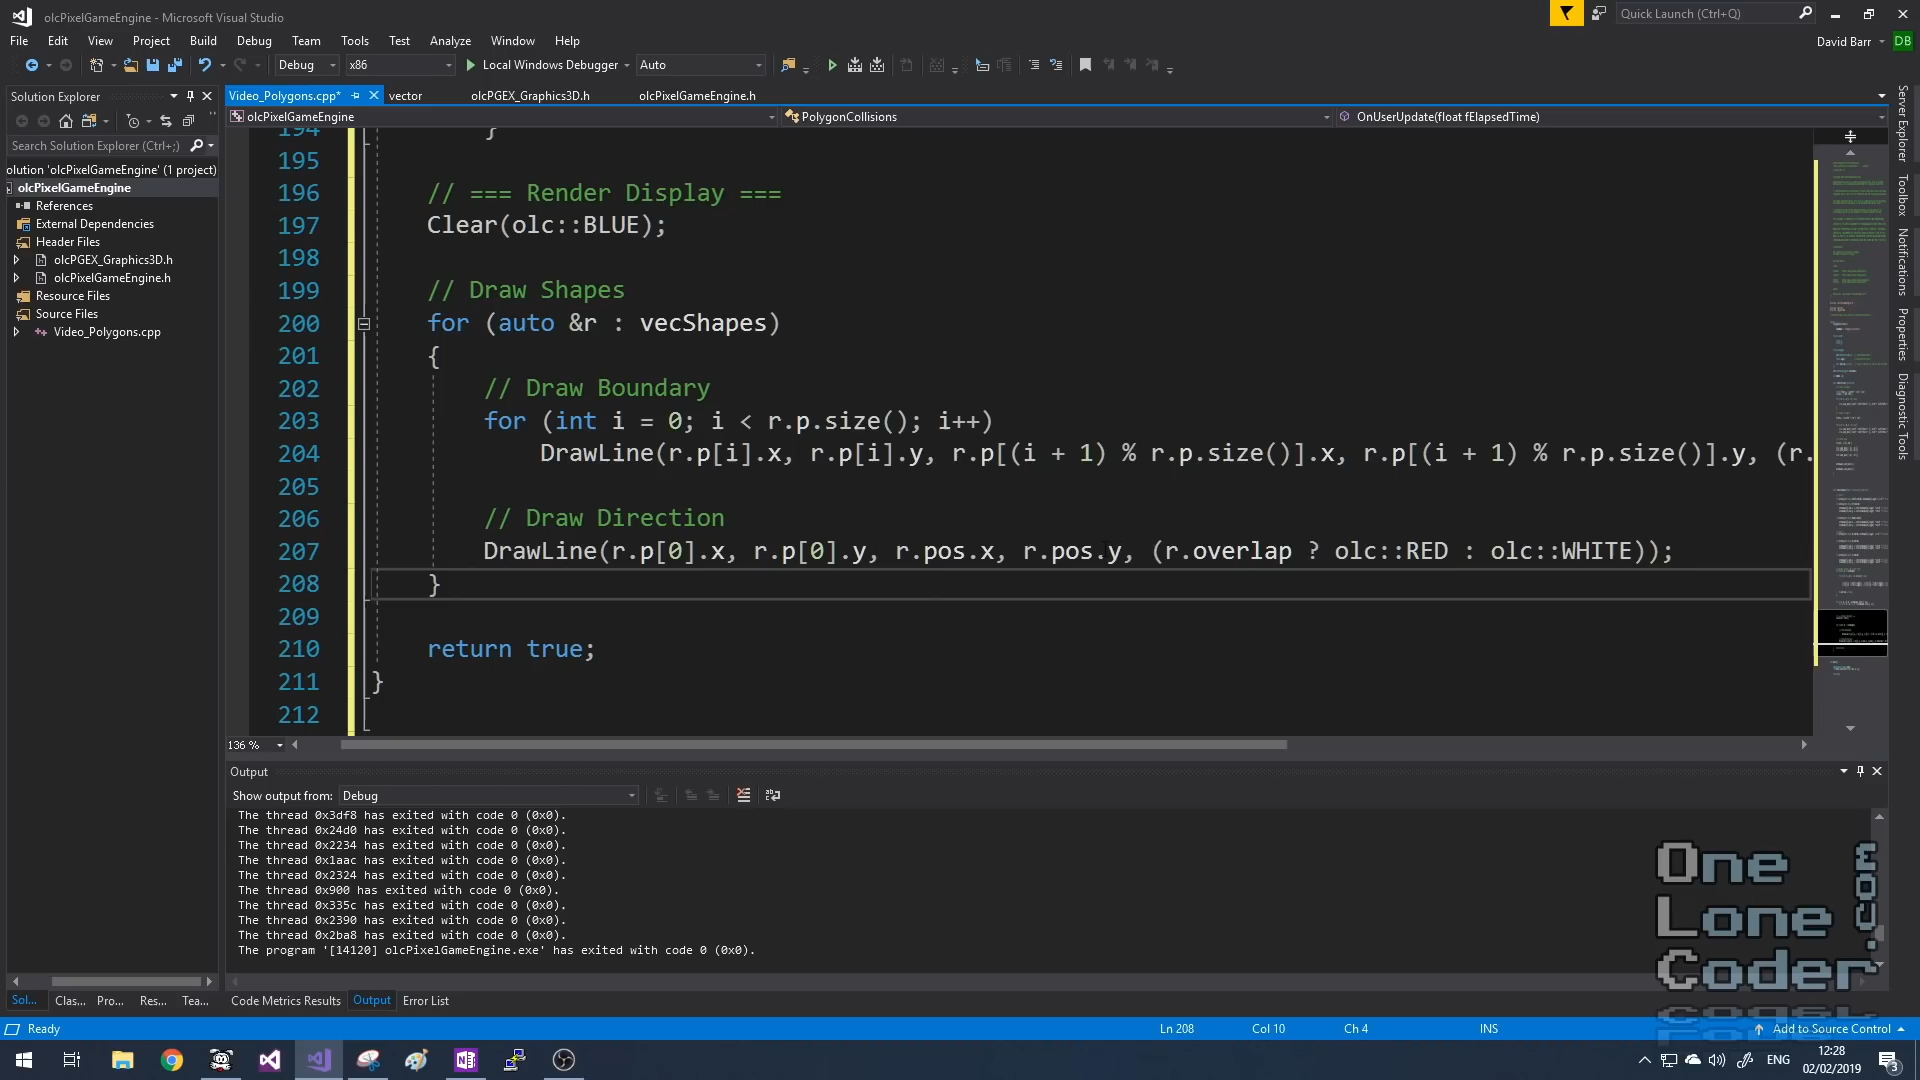 olcPixelGameEngine - Microsoft Visual Studio
Quick Launch (Ctrl+Q)
File Edit View Project Build Debug Team Tools Test Analyze Window Help
David Barr DB
Debug x86 Local Windows Debugger Auto
Solution Explorer
Video_Polygons.cpp* vector olcPGEX_Graphics3D.h olcPixelGameEngine.h
olcPixelGameEngine PolygonCollisions OnUserUpdate(float fElapsedTime)
Search Solution Explorer (Ctrl+;)
olution 'olcPixelGameEngine' (1 project)
olcPixelGameEngine
References
External Dependencies
Header Files
olcPGEX_Graphics3D.h
olcPixelGameEngine.h
Resource Files
Source Files
Video_Polygons.cpp
194 }
195
196 // === Render Display ===
197 Clear(olc::BLUE);
198
199 // Draw Shapes
200 for (auto &r : vecShapes)
201 {
202 // Draw Boundary
203 for (int i = 0; i < r.p.size(); i++)
204 DrawLine(r.p[i].x, r.p[i].y, r.p[(i + 1) % r.p.size()].x, r.p[(i + 1) % r.p.size()].y, (r.
205
206 // Draw Direction
207 DrawLine(r.p[0].x, r.p[0].y, r.pos.x, r.pos.y, (r.overlap ? olc::RED : olc::WHITE));
208 }
209
210 return true;
211 }
212
136 %
Server Explorer
Toolbox
Notifications
Properties
Diagnostic Tools
Output
Show output from: Debug
The thread 0x3df8 has exited with code 0 (0x0).
The thread 0x24d0 has exited with code 0 (0x0).
The thread 0x2234 has exited with code 0 (0x0).
The thread 0x1aac has exited with code 0 (0x0).
The thread 0x2324 has exited with code 0 (0x0).
The thread 0x900 has exited with code 0 (0x0).
The thread 0x335c has exited with code 0 (0x0).
The thread 0x2390 has exited with code 0 (0x0).
The thread 0x2ba8 has exited with code 0 (0x0).
The program '[14120] olcPixelGameEngine.exe' has exited with code 0 (0x0).
One
Lone
Coder
.com
Sol... Clas... Pro... Res... Tea...
Code Metrics Results Output Error List
Ready Ln 208 Col 10 Ch 4 INS Add to Source Control
ENG 12:28
02/02/2019
3